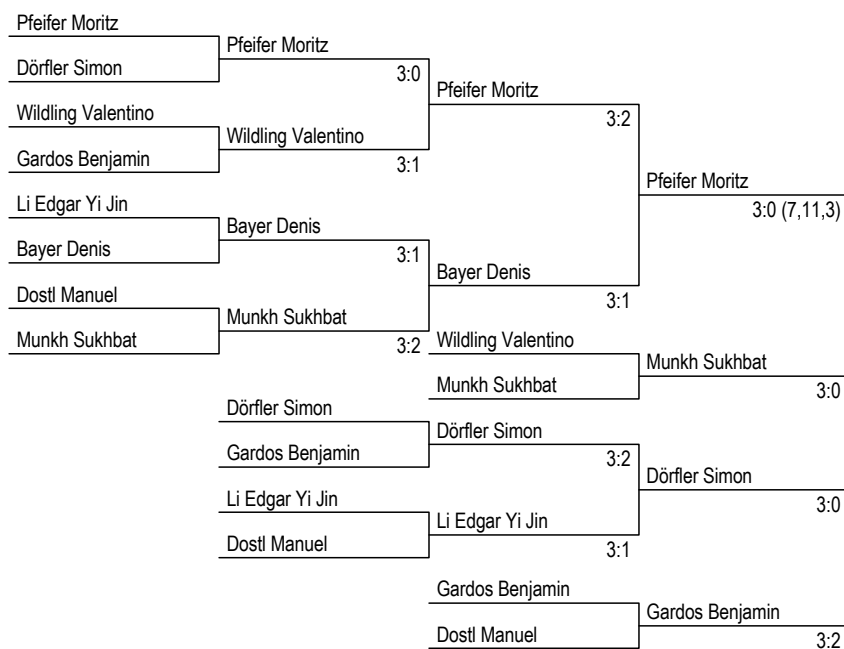 Pfeifer Moritz
Pfeifer Moritz
Dörfler Simon
3:0
Pfeifer Moritz
Wildling Valentino
3:2
Wildling Valentino
Gardos Benjamin
3:1
Pfeifer Moritz
Li Edgar Yi Jin
3:0 (7,11,3)
Bayer Denis
Bayer Denis
3:1
Bayer Denis
Dostl Manuel
3:1
Munkh Sukhbat
Munkh Sukhbat
3:2
Wildling Valentino
Munkh Sukhbat
Munkh Sukhbat
3:0
Dörfler Simon
Dörfler Simon
Gardos Benjamin
3:2
Dörfler Simon
Li Edgar Yi Jin
3:0
Li Edgar Yi Jin
Dostl Manuel
3:1
Gardos Benjamin
Gardos Benjamin
Dostl Manuel
3:2